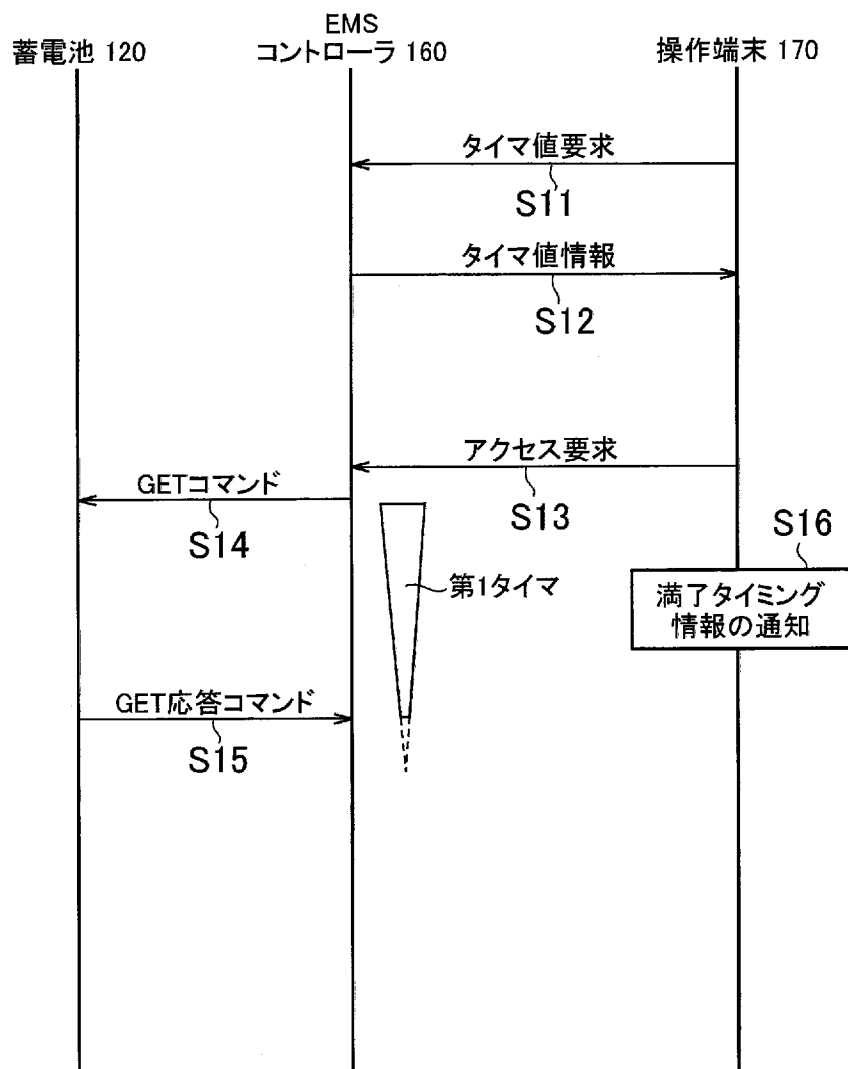 蓄電池 120
EMS
コントローラ 160
操作端末 170
タイマ値要求
S11
タイマ値情報
S12
アクセス要求
S13
GETコマンド
S14
S16
第1タイマ
満了タイミング
情報の通知
GET応答コマンド
S15